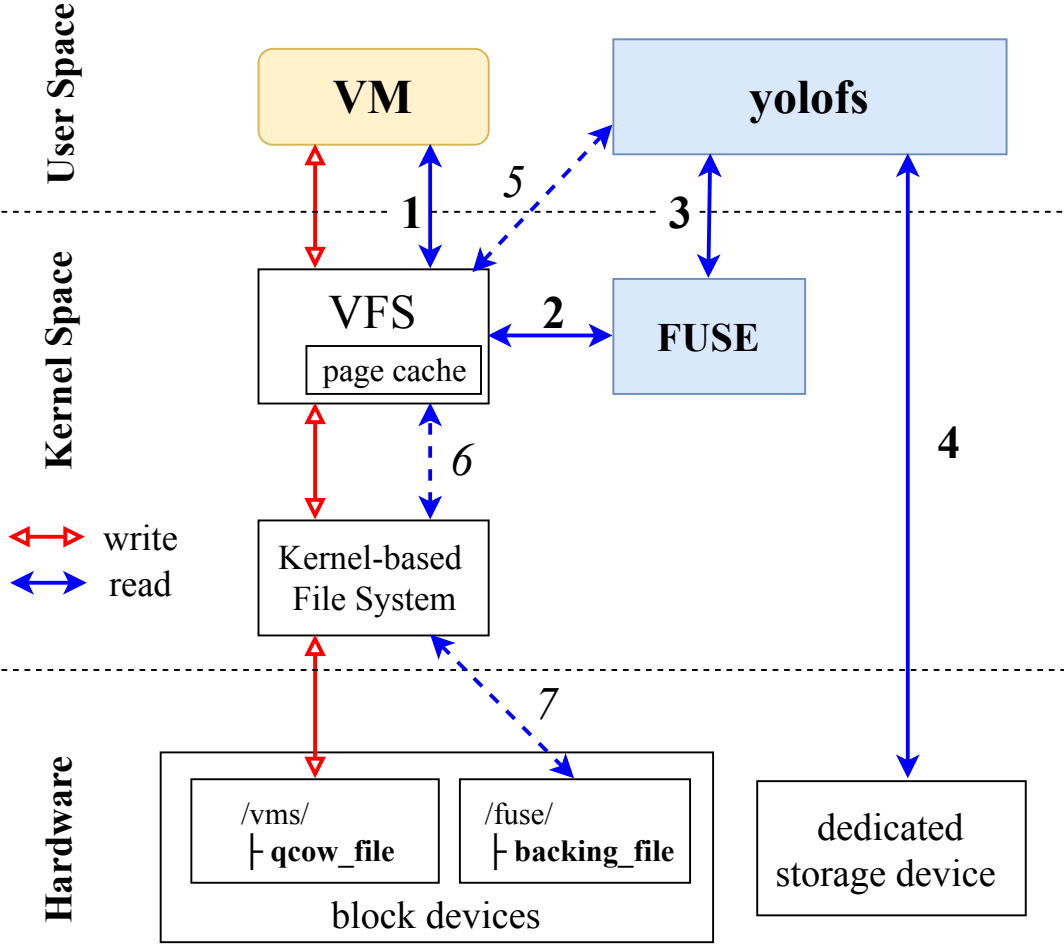 User Space
VM
yolofs
5
1
3
Kernel Space
VFS
page cache
2
FUSE
6
4
write
read
Kernel-based
File System
7
Hardware
/vms/
├ qcow_file
/fuse/
├ backing_file
block devices
dedicated
storage device